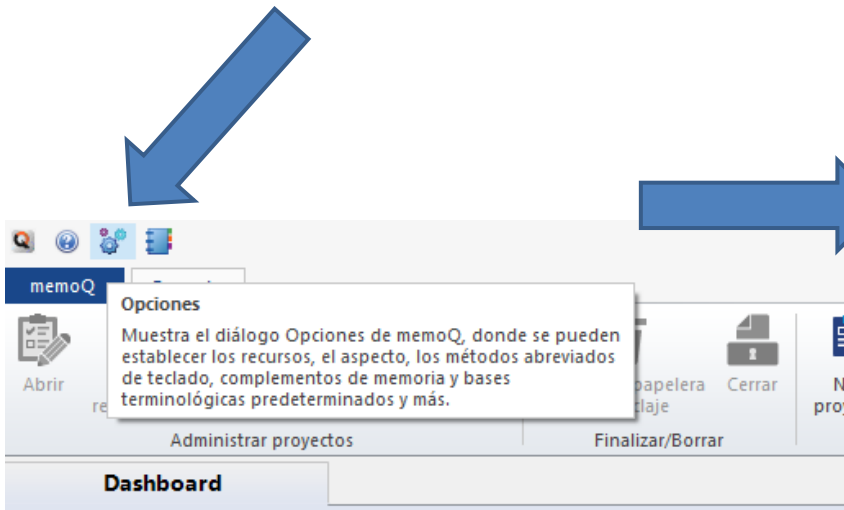 memoQ
Opciones
Muestra el diálogo Opciones de memoQ, donde se pueden
establecer los recursos, el aspecto, los métodos abreviados
de teclado, complementos de memoria y bases
terminológicas predeterminados y más.
Abrir
papelera
Cerrar
Administrar proyectos
Finalizar/Borrar
Dashboard